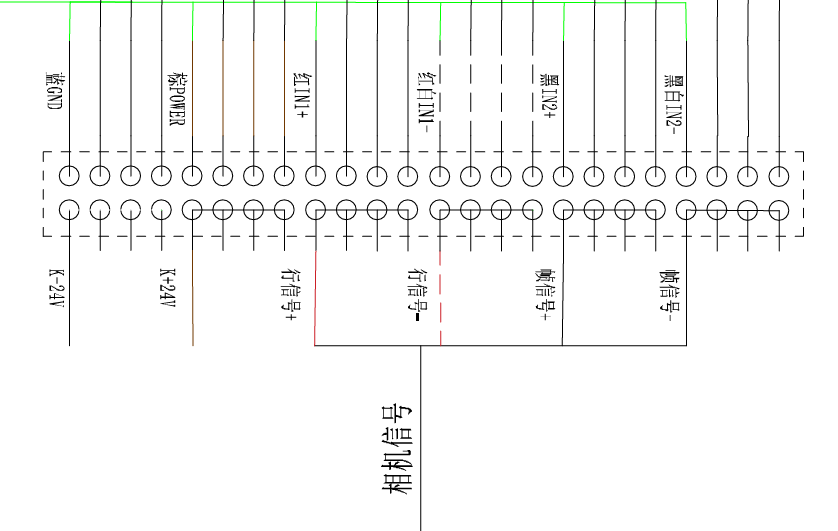 蓝GND
棕POWER
红IN1+
红白IN1-
黑IN2+
黑白IN2-
K-24V
K+24V
行信号+
行信号-
帧信号+
帧信号-
相机信号